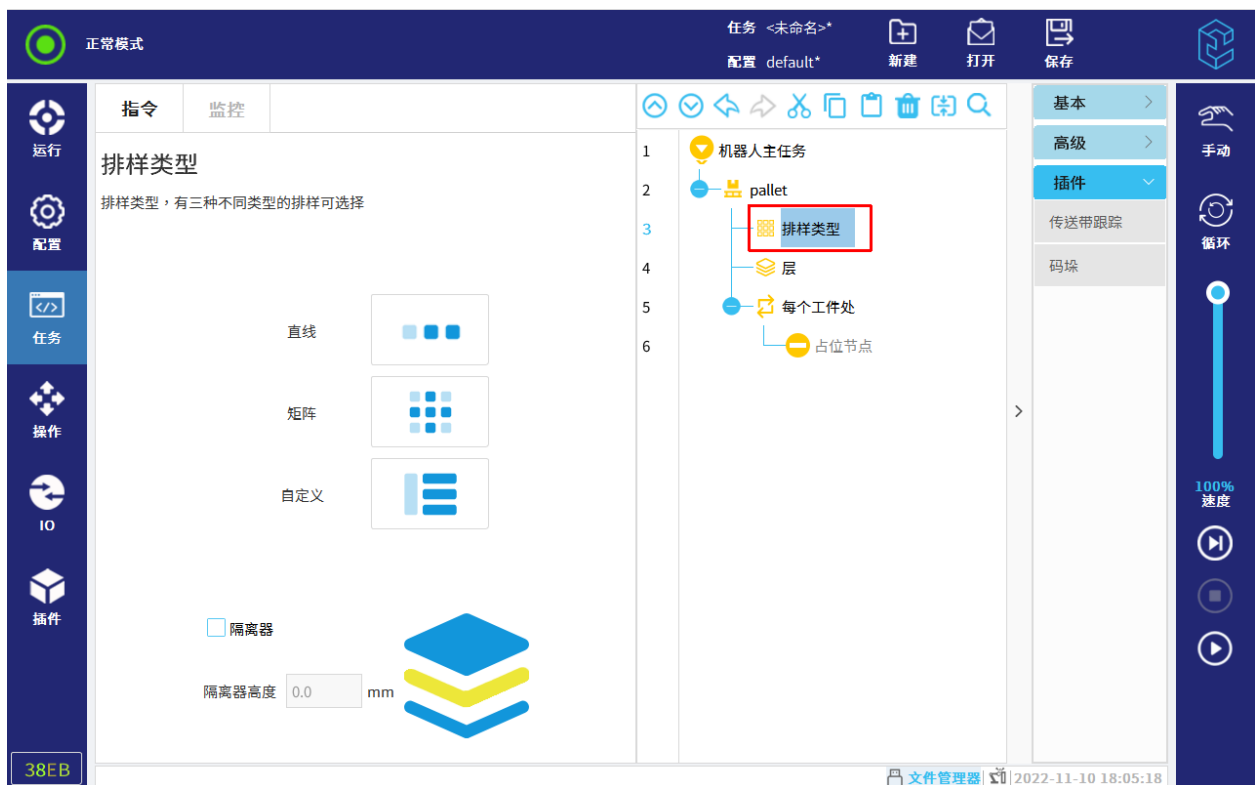 正常模式
任务 <未命名>*
配置 default*
新建
打开
保存
运行
配置
任务
操作
IO
插件
38EB
指令
监控
排样类型
排样类型，有三种不同类型的排样可选择
直线
矩阵
自定义
隔离器
隔离器高度 0.0 mm
1 机器人主任务
2 pallet
3 排样类型
4 层
5 每个工件处
6 占位节点
基本
高级
插件
传送带跟踪
码垛
手动
循环
100%
速度
文件管理器 2022-11-10 18:05:18